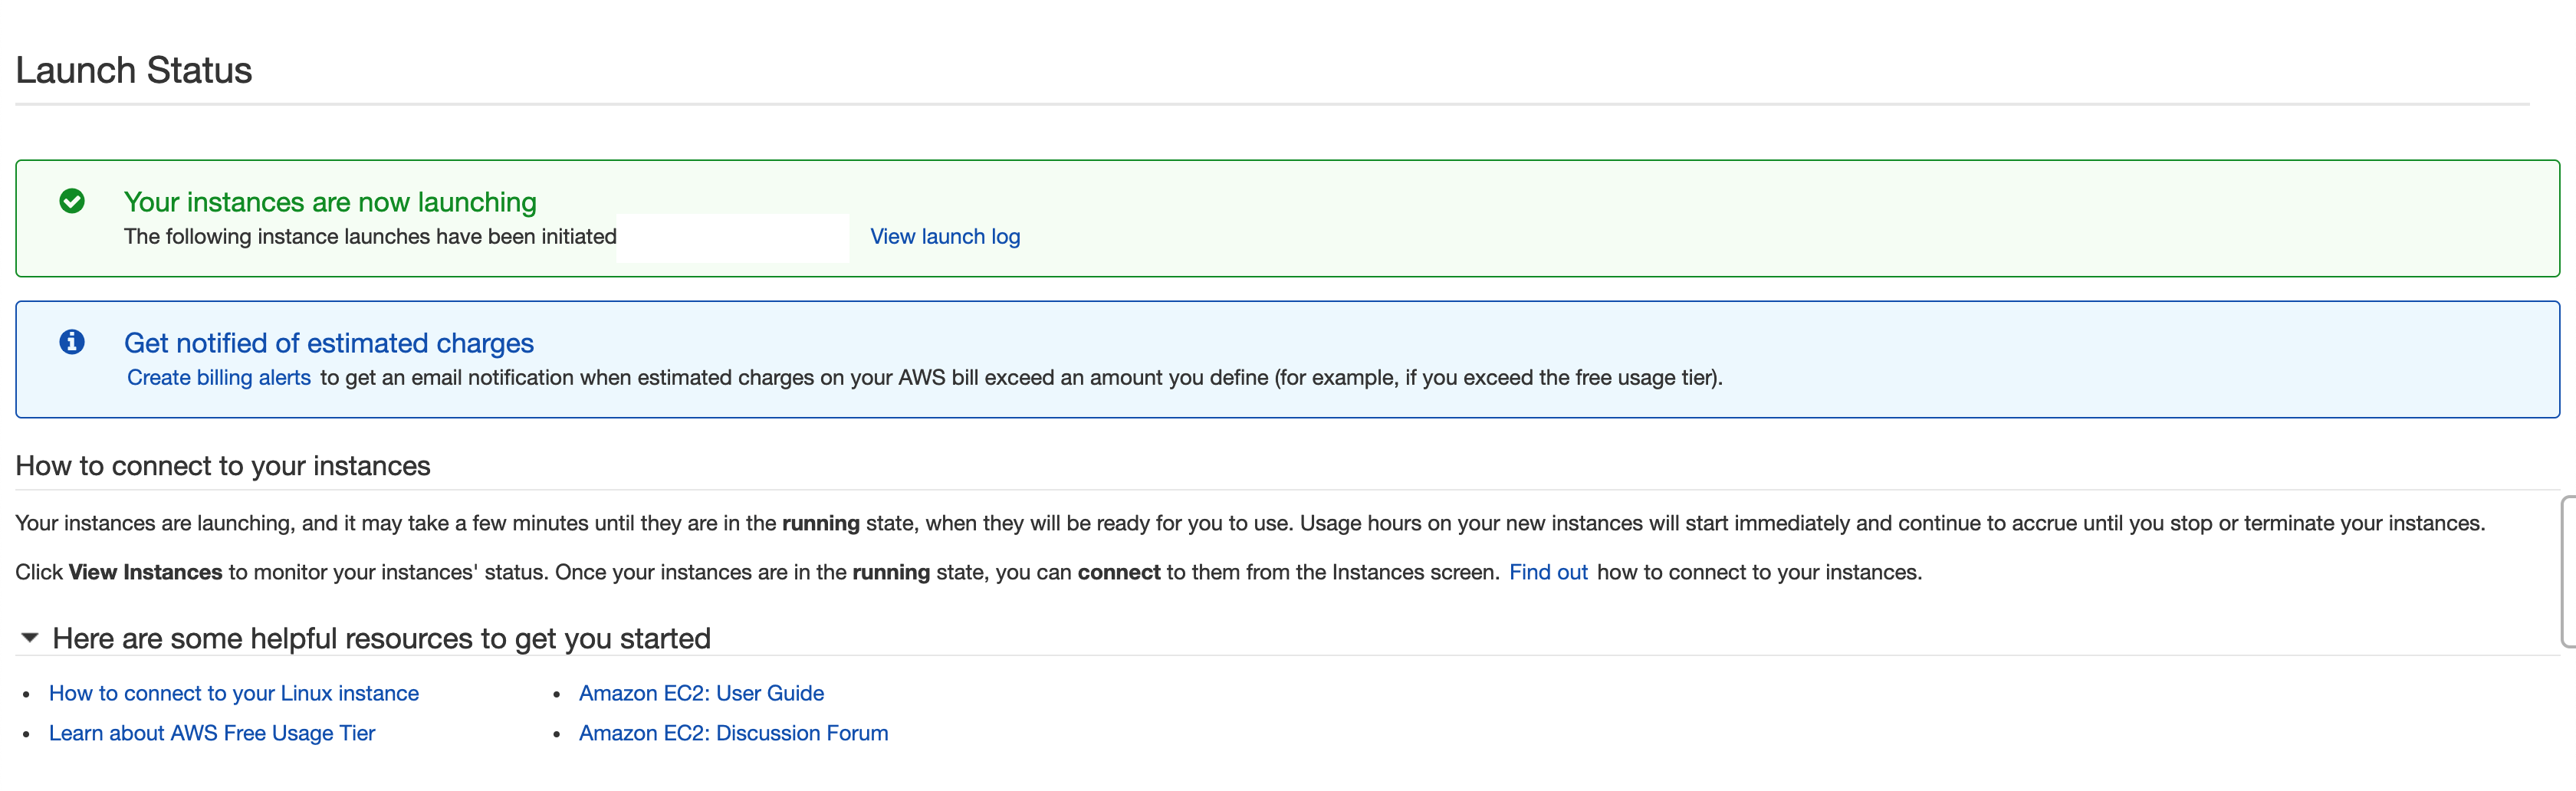 Launch Status
Your instances are now launching
The following instance launches have been initiated View launch log
Get notified of estimated charges
Create billing alerts to get an email notification when estimated charges on your AWS bill exceed an amount you define (for example, if you exceed the free usage tier).
How to connect to your instances
Your instances are launching, and it may take a few minutes until they are in the running state, when they will be ready for you to use. Usage hours on your new instances will start immediately and continue to accrue until you stop or terminate your instances.
Click View Instances to monitor your instances' status. Once your instances are in the running state, you can connect to them from the Instances screen. Find out how to connect to your instances.
Here are some helpful resources to get you started
• How to connect to your Linux instance • Amazon EC2: User Guide
• Learn about AWS Free Usage Tier • Amazon EC2: Discussion Forum